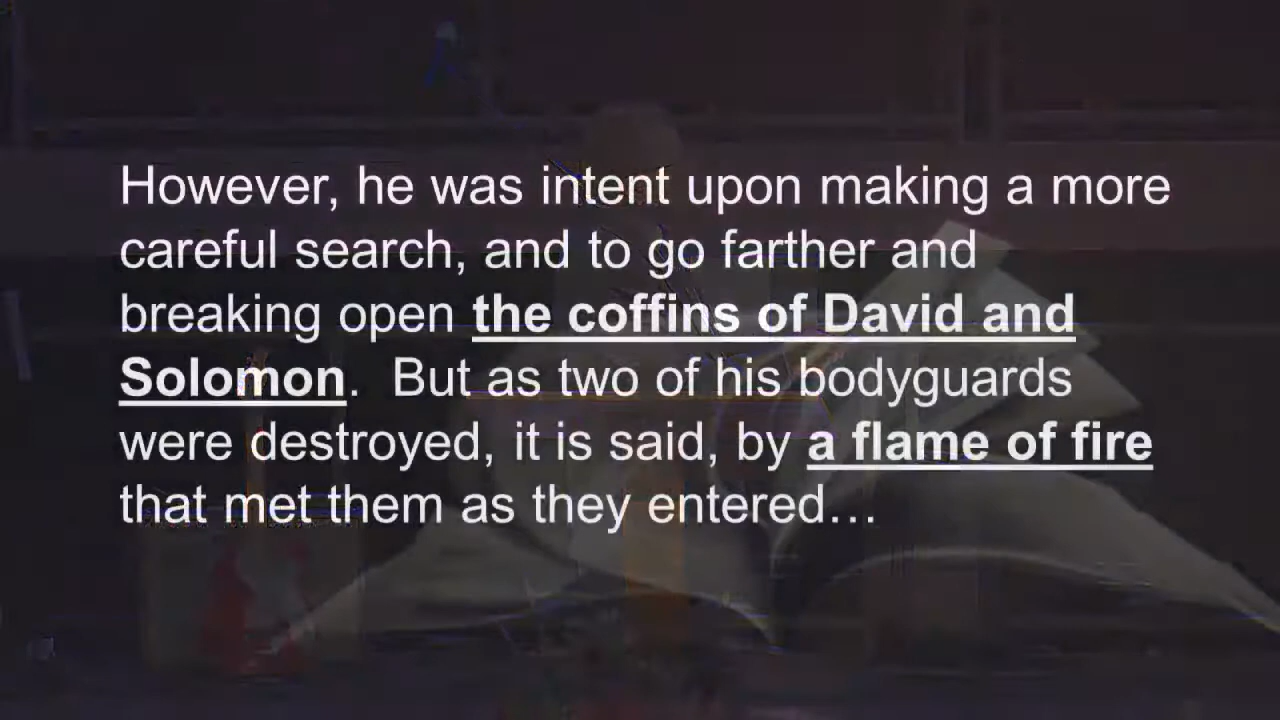 However, he was intent upon making a more
careful search, and to go farther and
breaking open the coffins of David and
Solomon.  But as two of his bodyguards
were destroyed, it is said, by a flame of fire
that met them as they entered…